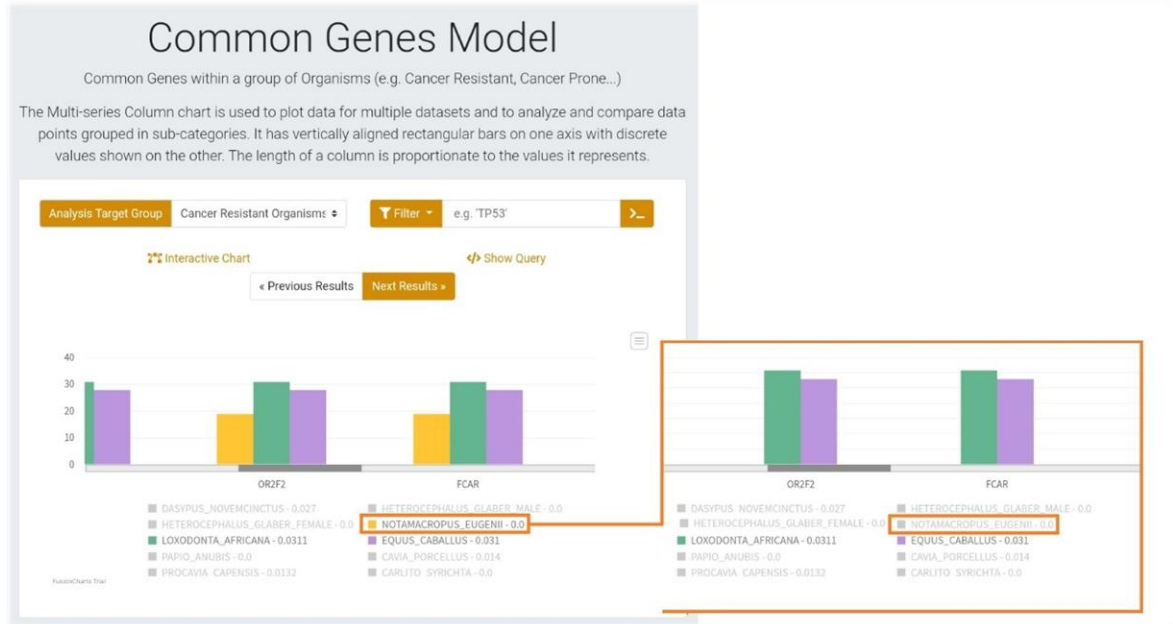 Common Genes Model
Common Genes within a group of Organisms (e.g. Cancer Resistant, Cancer Prone...)
The Multi-series Column chart is used to plot data for multiple datasets and to analyze and compare data
points grouped in sub-categories. It has vertically aligned rectangular bars on one axis with discrete
values shown on the other. The length of a column is proportionate to the values it represents.
Analysis Target Group Cancer Resistant Organisms Filter e.g. 'TP53' >_
Interactive Chart </> Show Query
« Previous Results Next Results »
40
30
20
10
0
OR2F2 FCAR
DASYPUS_NOVEMCINCTUS - 0.027 HETEROCEPHALUS_GLABER_MALE - 0.0
HETEROCEPHALUS_GLABER_FEMALE - 0.0 NOTAMACROPUS_EUGENII - 0.0
LOXODONTA_AFRICANA - 0.0311 EQUUS_CABALLUS - 0.031
PAPIO_ANUBIS - 0.0 CAVIA_PORCELLUS - 0.014
PROCAVIA_CAPENSIS - 0.0132 CARLITO_SYRICHTA - 0.0
FusionCharts Trial
OR2F2 FCAR
DASYPUS_NOVEMCINCTUS - 0.027 HETEROCEPHALUS_GLABER_MALE - 0.0
HETEROCEPHALUS_GLABER_FEMALE - 0.0 NOTAMACROPUS_EUGENII - 0.0
LOXODONTA_AFRICANA - 0.0311 EQUUS_CABALLUS - 0.031
PAPIO_ANUBIS - 0.0 CAVIA_PORCELLUS - 0.014
PROCAVIA_CAPENSIS - 0.0132 CARLITO_SYRICHTA - 0.0